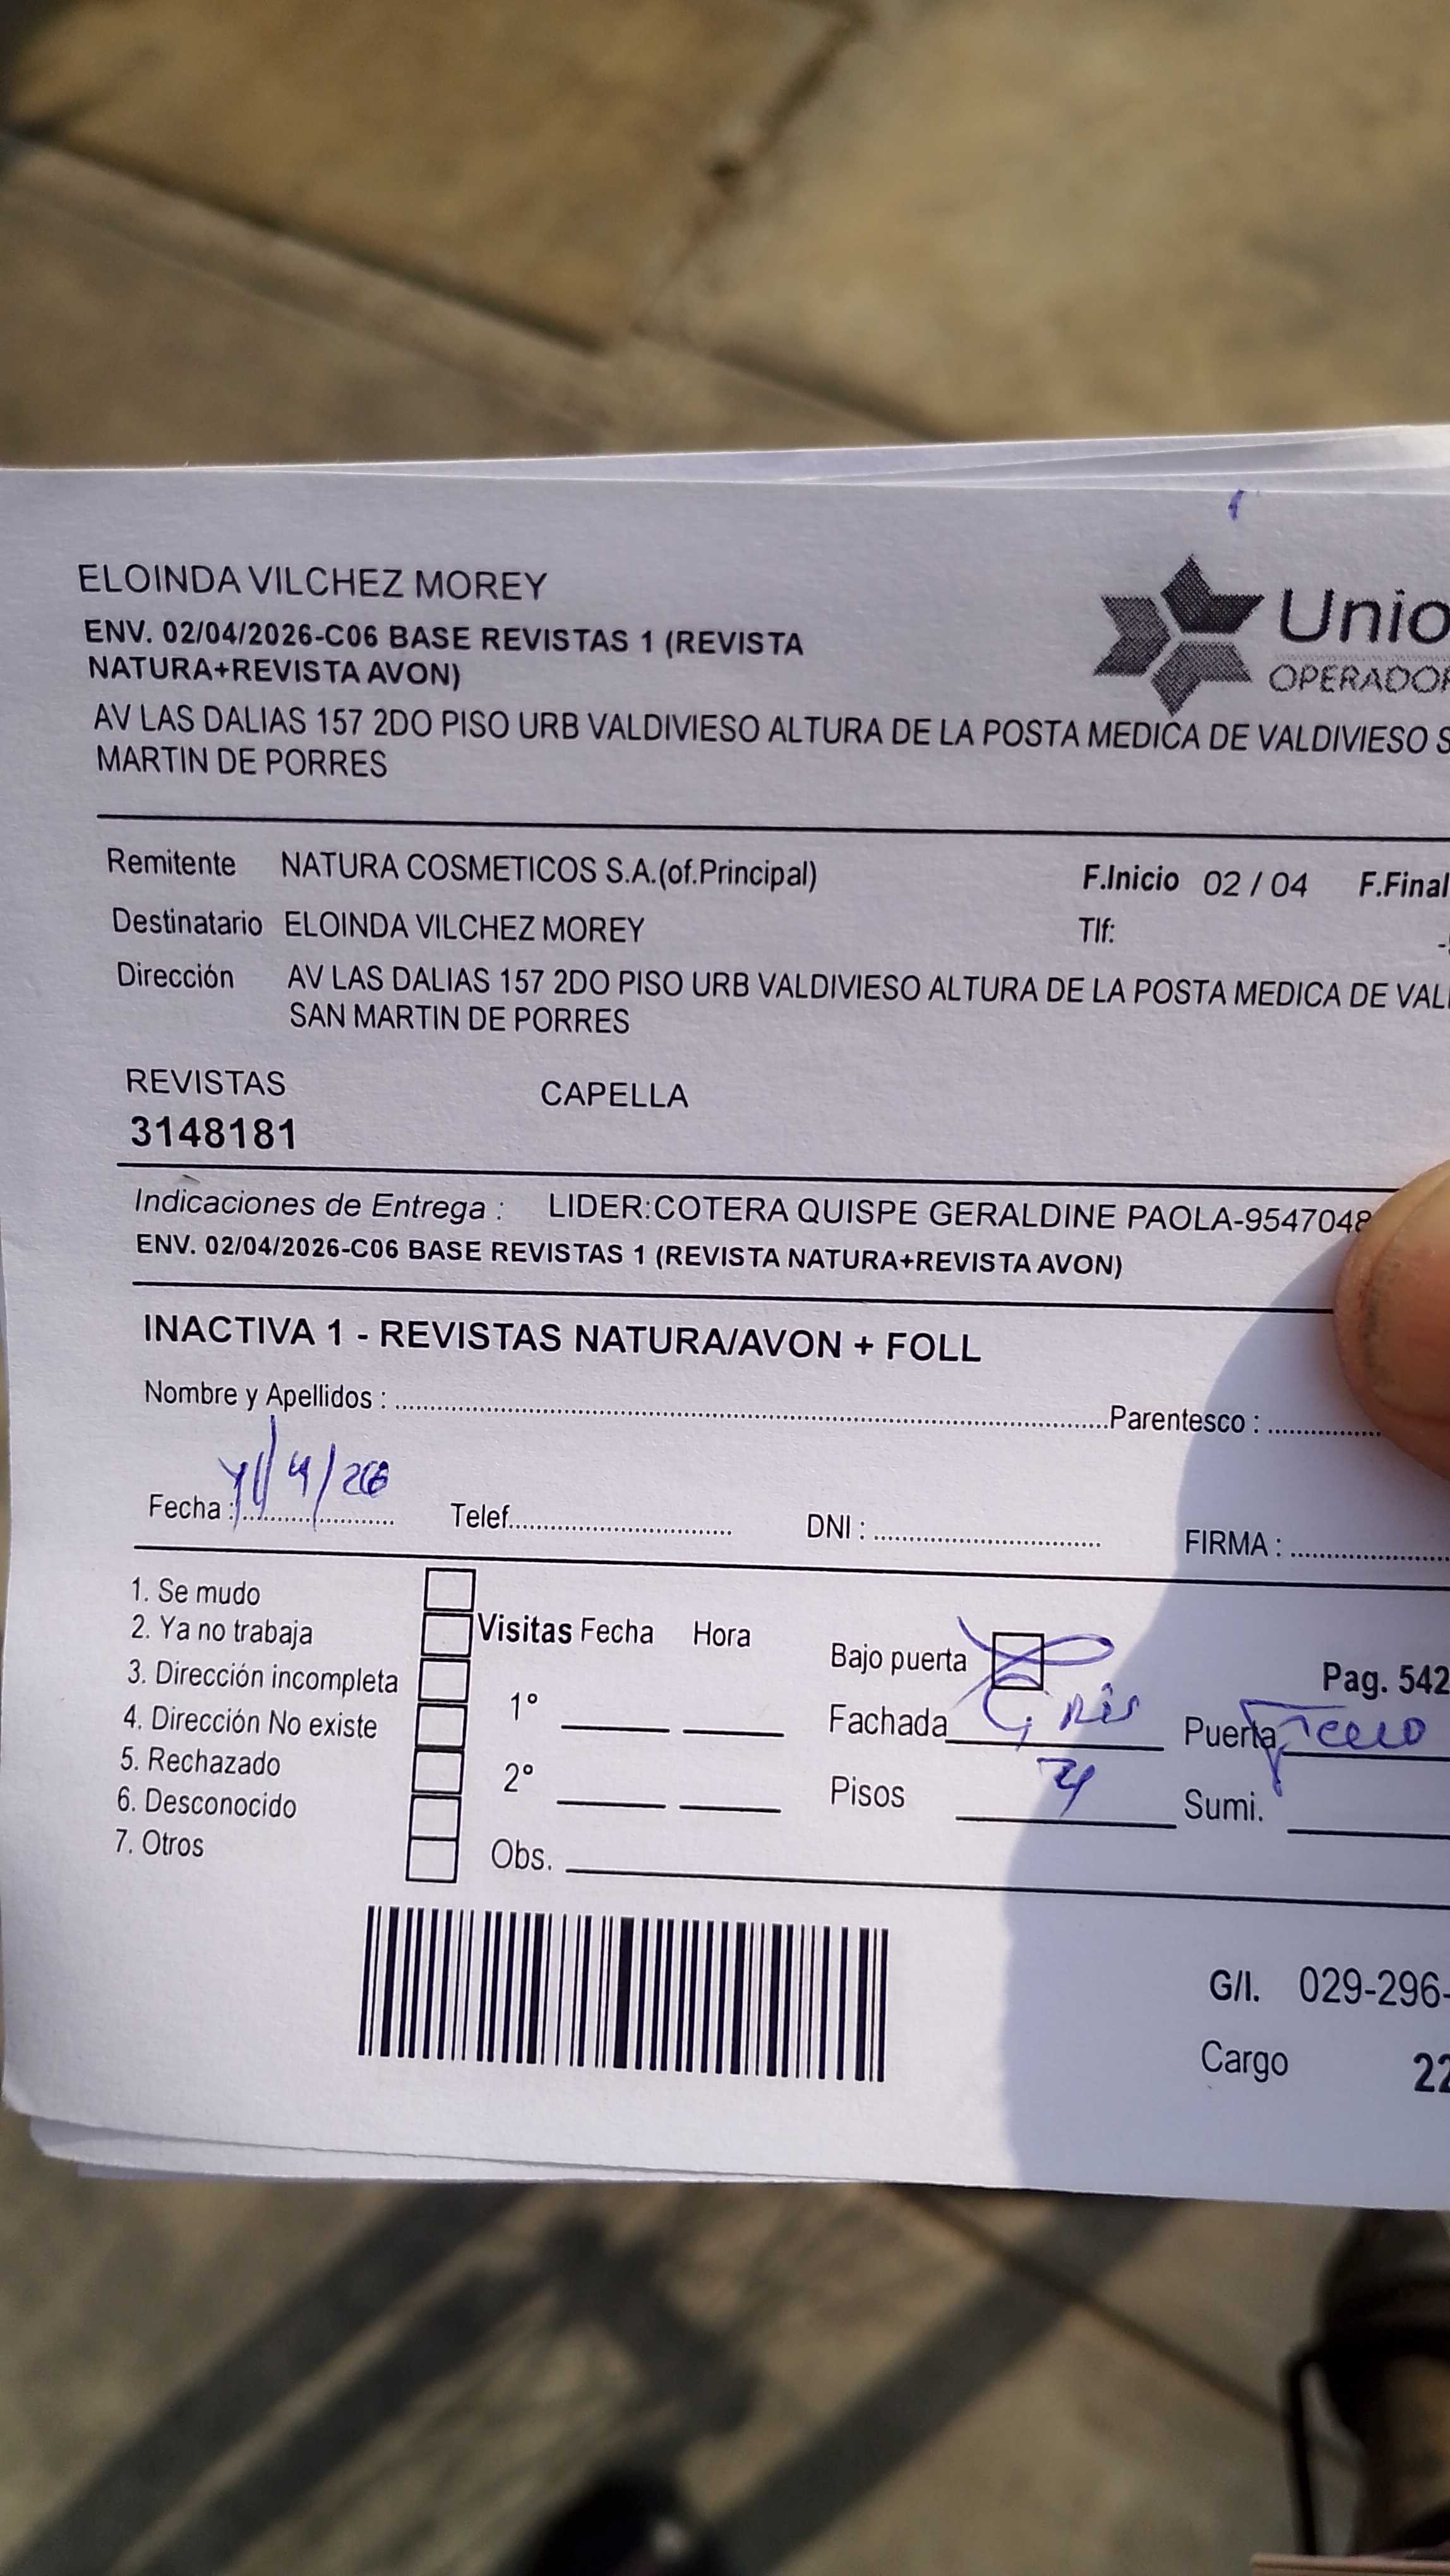 ELOINDA VILCHEZ MOREY
ENV. 02/04/2026-C06 BASE REVISTAS 1 (REVISTA
NATURA+REVISTA AVON)
Unio
OPERADOR
AV LAS DALIAS 157 2DO PISO URB VALDIVIESO ALTURA DE LA POSTA MEDICA DE VALDIVIESO S
MARTIN DE PORRES
Remitente NATURA COSMETICOS S.A.(of.Principal) F.Inicio 02 / 04 F.Final
Destinatario ELOINDA VILCHEZ MOREY Tlf:
Dirección AV LAS DALIAS 157 2DO PISO URB VALDIVIESO ALTURA DE LA POSTA MEDICA DE VAL
SAN MARTIN DE PORRES
REVISTAS CAPELLA
3148181
Indicaciones de Entrega : LIDER:COTERA QUISPE GERALDINE PAOLA-9547048
ENV. 02/04/2026-C06 BASE REVISTAS 1 (REVISTA NATURA+REVISTA AVON)
INACTIVA 1 - REVISTAS NATURA/AVON + FOLL
Nombre y Apellidos : Parentesco :
Fecha : Telef. DNI : FIRMA :
1. Se mudo
2. Ya no trabaja Visitas Fecha Hora Bajo puerta
3. Dirección incompleta 1° Pag. 542
4. Dirección No existe Fachada Gris Puerta
5. Rechazado 2° Pisos Sumi.
6. Desconocido
7. Otros Obs.
G/I. 029-296-
Cargo 22